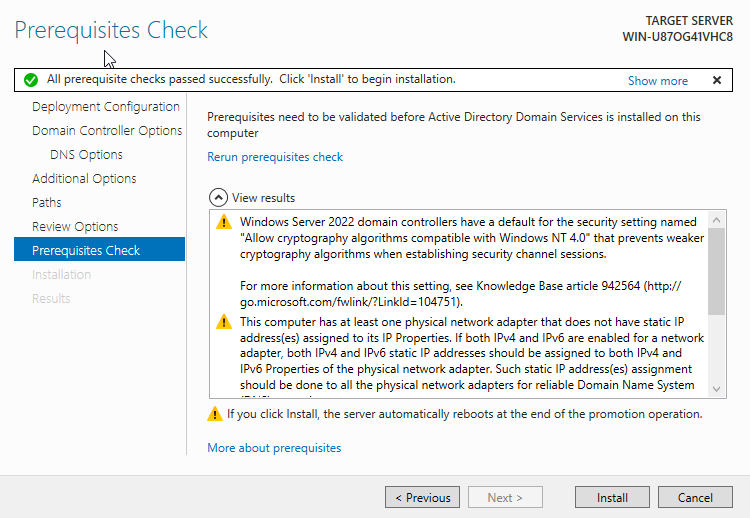 Prerequisites Check
TARGET SERVER
WIN-U87OG41VHC8
All prerequisite checks passed successfully.  Click 'Install' to begin installation.
Show more
Deployment Configuration
Domain Controller Options
DNS Options
Additional Options
Paths
Review Options
Prerequisites Check
Installation
Results
Prerequisites need to be validated before Active Directory Domain Services is installed on this
computer
Rerun prerequisites check
View results
Windows Server 2022 domain controllers have a default for the security setting named
"Allow cryptography algorithms compatible with Windows NT 4.0" that prevents weaker
cryptography algorithms when establishing security channel sessions.
For more information about this setting, see Knowledge Base article 942564 (http://
go.microsoft.com/fwlink/?LinkId=104751).
This computer has at least one physical network adapter that does not have static IP
address(es) assigned to its IP Properties. If both IPv4 and IPv6 are enabled for a network
adapter, both IPv4 and IPv6 static IP addresses should be assigned to both IPv4 and
IPv6 Properties of the physical network adapter. Such static IP address(es) assignment
should be done to all the physical network adapters for reliable Domain Name System
If you click Install, the server automatically reboots at the end of the promotion operation.
More about prerequisites
< Previous
Next >
Install
Cancel